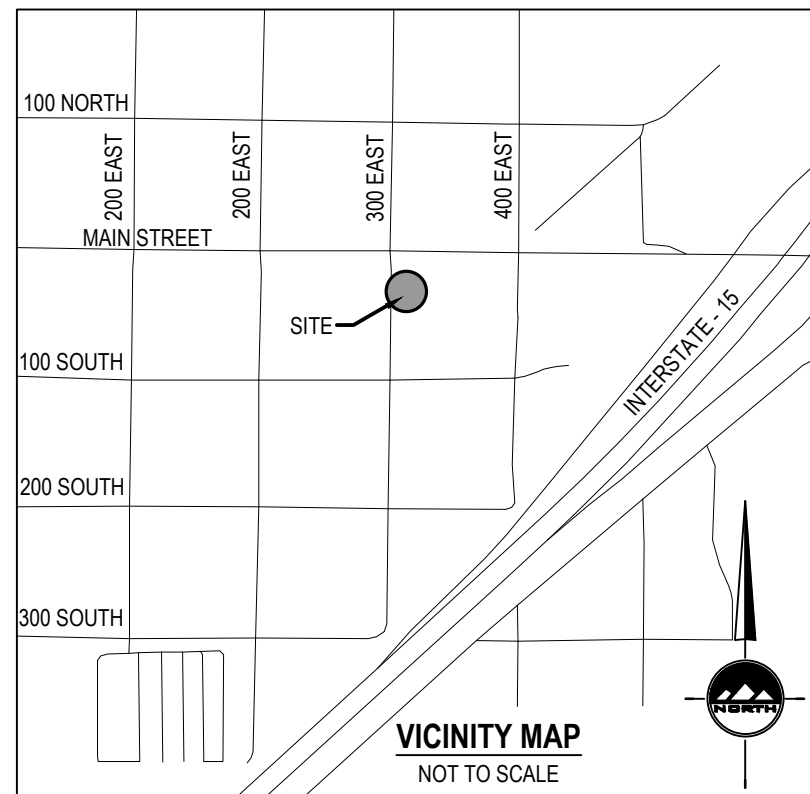 100 NORTH
200 EAST
200 EAST
300 EAST
400 EAST
MAIN STREET
SITE
INTERSTATE - 15
100 SOUTH
200 SOUTH
300 SOUTH
NORTH
VICINITY MAP
NOT TO SCALE